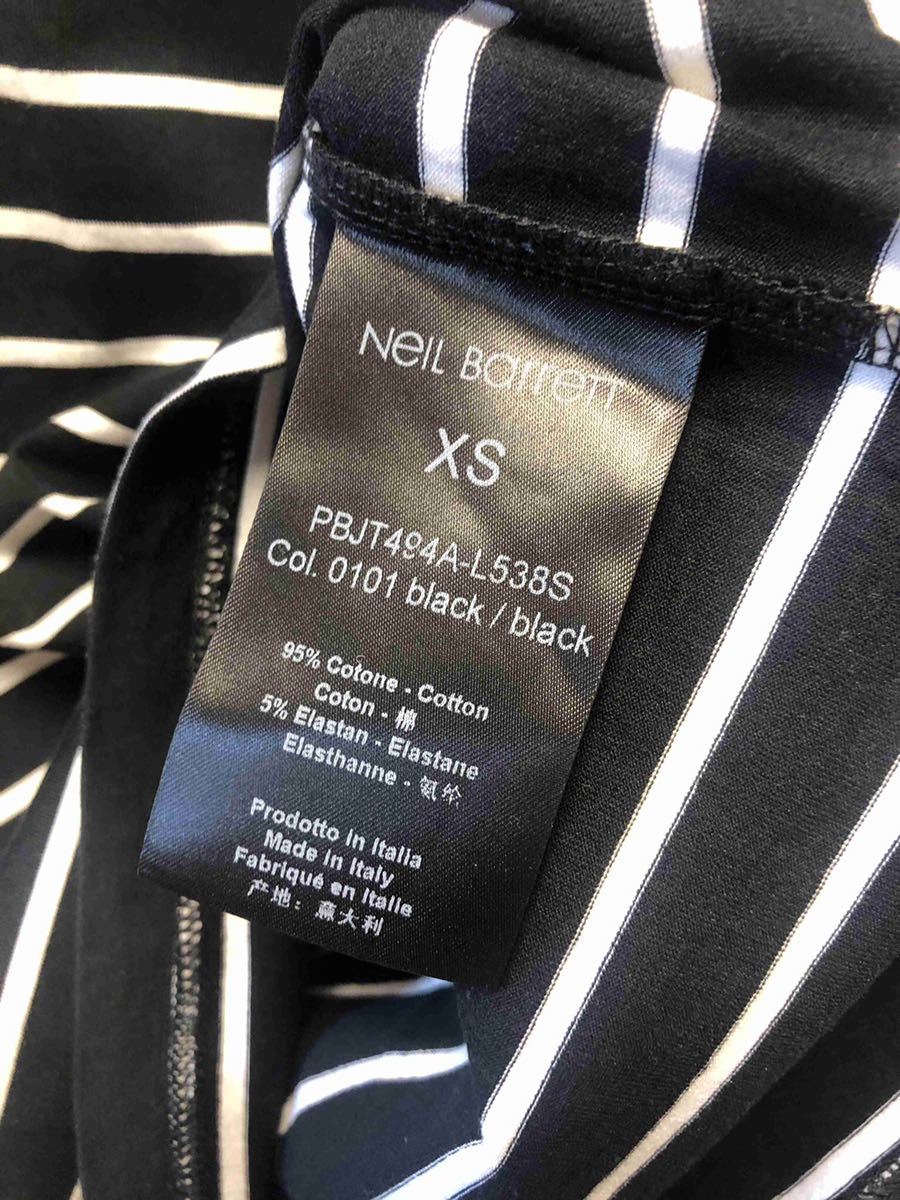 Neil Barrett
XS
PBJT494A-L538S
Col. 0101 black / black
95% Cotone - Cotton
Coton - 棉
5% Elastan - Elastane
Elasthanne - 氨纶
Prodotto in Italia
Made in Italy
Fabriqué en Italie
产地: 意大利